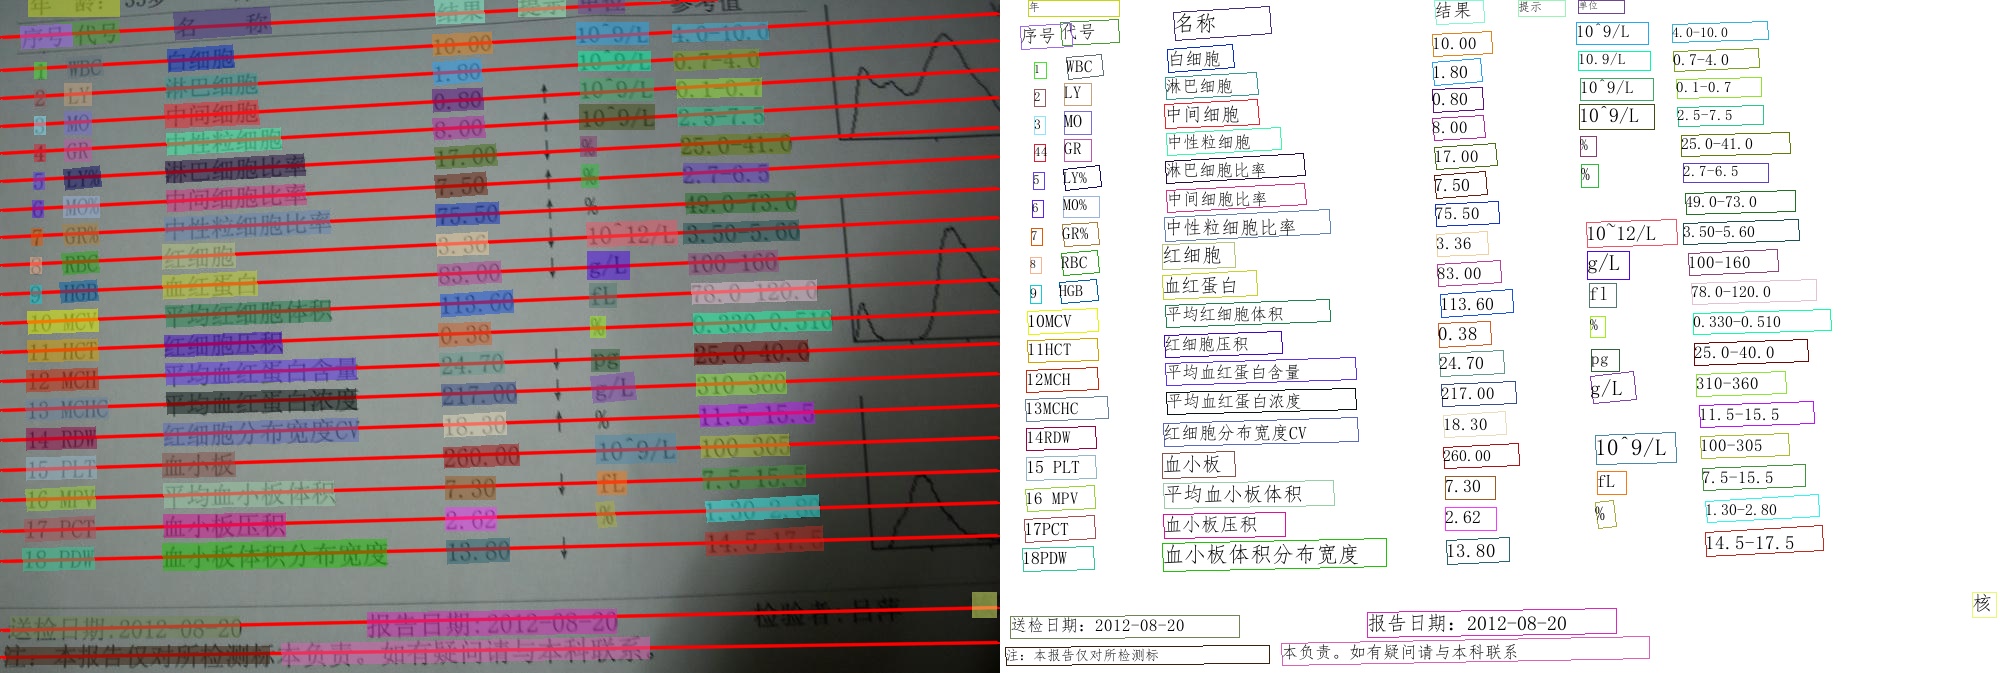 年 龄: 35岁 结果 提示 单位 参考值
序号 代号 名 称
1 WBC 白细胞 10.00 10^9/L 4.0-10.0
2 LY 淋巴细胞 1.80 10^9/L 0.7-4.0
3 MO 中间细胞 0.80 ↑ 10^9/L 0.1-0.7
4 GR 中性粒细胞 8.00 ↑ 10^9/L 2.5-7.5
5 LY% 淋巴细胞比率 17.00 ↓ % 25.0-41.0
6 MO% 中间细胞比率 7.50 ↑ % 2.7-6.5
7 GR% 中性粒细胞比率 75.50 ↑ % 49.0-73.0
8 RBC 红细胞 3.36 ↓ 10^12/L 3.50-5.60
9 HGB 血红蛋白 83.00 ↓ g/L 100-160
10 MCV 平均红细胞体积 113.60 fL 78.0-120.0
11 HCT 红细胞压积 0.38 % 0.330-0.510
12 MCH 平均血红蛋白含量 24.70 ↓ pg 25.0-40.0
13 MCHC 平均血红蛋白浓度 217.00 ↓ g/L 310-360
14 RDW 红细胞分布宽度CV 18.30 ↑ % 11.5-15.5
15 PLT 血小板 260.00 10^9/L 100-305
16 MPV 平均血小板体积 7.30 ↓ fL 7.5-15.5
17 PCT 血小板压积 2.62 % 1.30-2.80
18 PDW 血小板体积分布宽度 13.80 ↓ 14.5-17.5
送检日期:2012-08-20 报告日期:2012-08-20 检验者:吕萍
注: 本报告仅对所检测标本负责。如有疑问请与本科联系。
年 结果 提示 单位
序号 代号 名称
1 WBC 白细胞 10.00 10^9/L 4.0-10.0
2 LY 淋巴细胞 1.80 10.9/L 0.7-4.0
3 MO 中间细胞 0.80 10^9/L 0.1-0.7
44 GR 中性粒细胞 8.00 10^9/L 2.5-7.5
5 LY% 淋巴细胞比率 17.00 % 25.0-41.0
6 MO% 中间细胞比率 7.50 % 2.7-6.5
7 GR% 中性粒细胞比率 75.50 49.0-73.0
8 RBC 红细胞 3.36 10~12/L 3.50-5.60
9 HGB 血红蛋白 83.00 g/L 100-160
10MCV 平均红细胞体积 113.60 fl 78.0-120.0
11HCT 红细胞压积 0.38 % 0.330-0.510
12MCH 平均血红蛋白含量 24.70 pg 25.0-40.0
13MCHC 平均血红蛋白浓度 217.00 g/L 310-360
14RDW 红细胞分布宽度CV 18.30 11.5-15.5
15 PLT 血小板 260.00 10^9/L 100-305
16 MPV 平均血小板体积 7.30 fL 7.5-15.5
17PCT 血小板压积 2.62 % 1.30-2.80
18PDW 血小板体积分布宽度 13.80 14.5-17.5
核
送检日期: 2012-08-20 报告日期: 2012-08-20
注: 本报告仅对所检测标 本负责。如有疑问请与本科联系